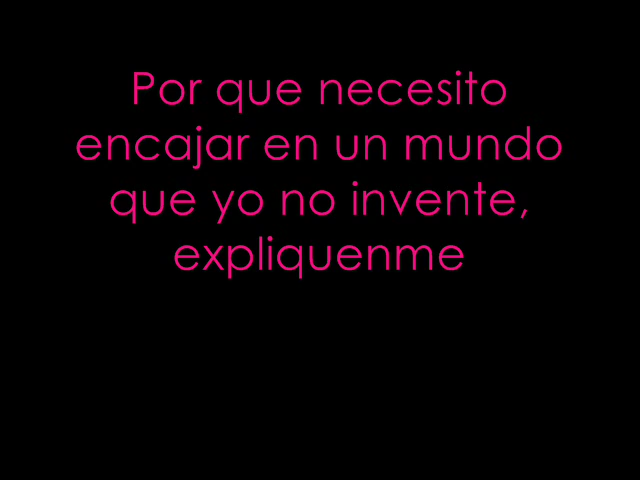 Por que necesito
encajar en un mundo
que yo no invente,
expliquenme